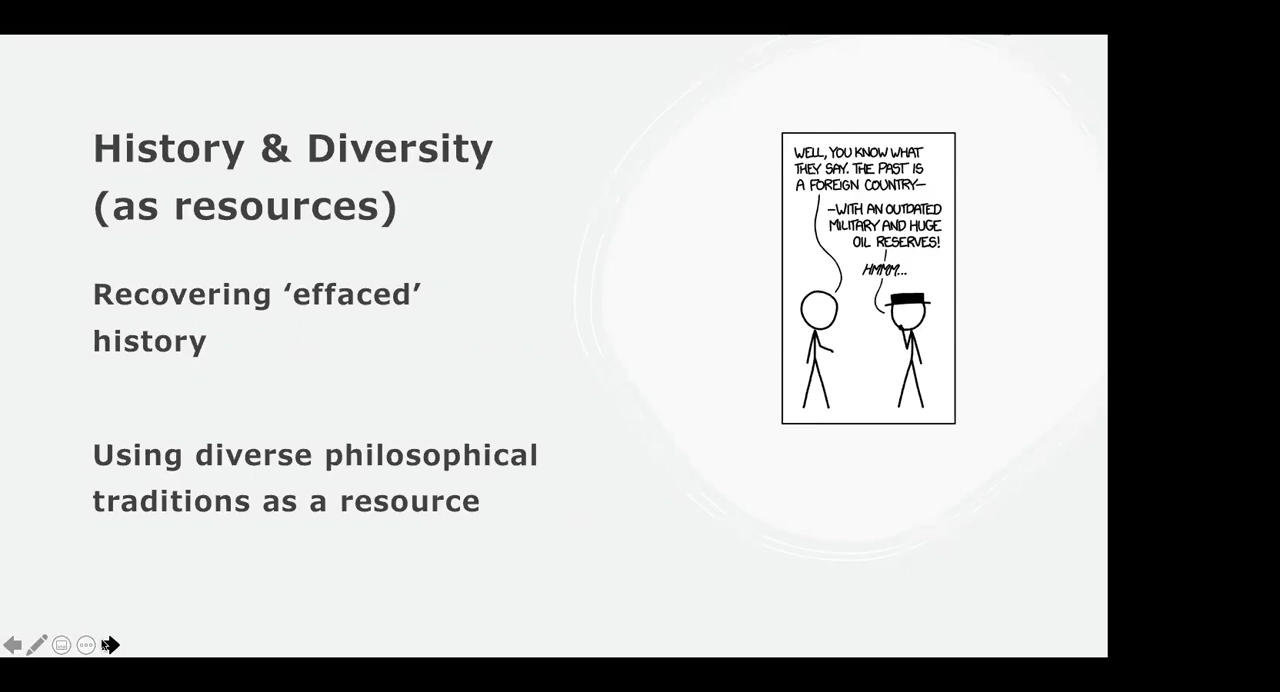 History & Diversity
(as resources)
Recovering ‘effaced’
history
Using diverse philosophical
traditions as a resource
WELL, YOU KNOW WHAT
THEY SAY. THE PAST IS
A FOREIGN COUNTRY—
—WITH AN OUTDATED
MILITARY AND HUGE
OIL RESERVES!
HMMM...